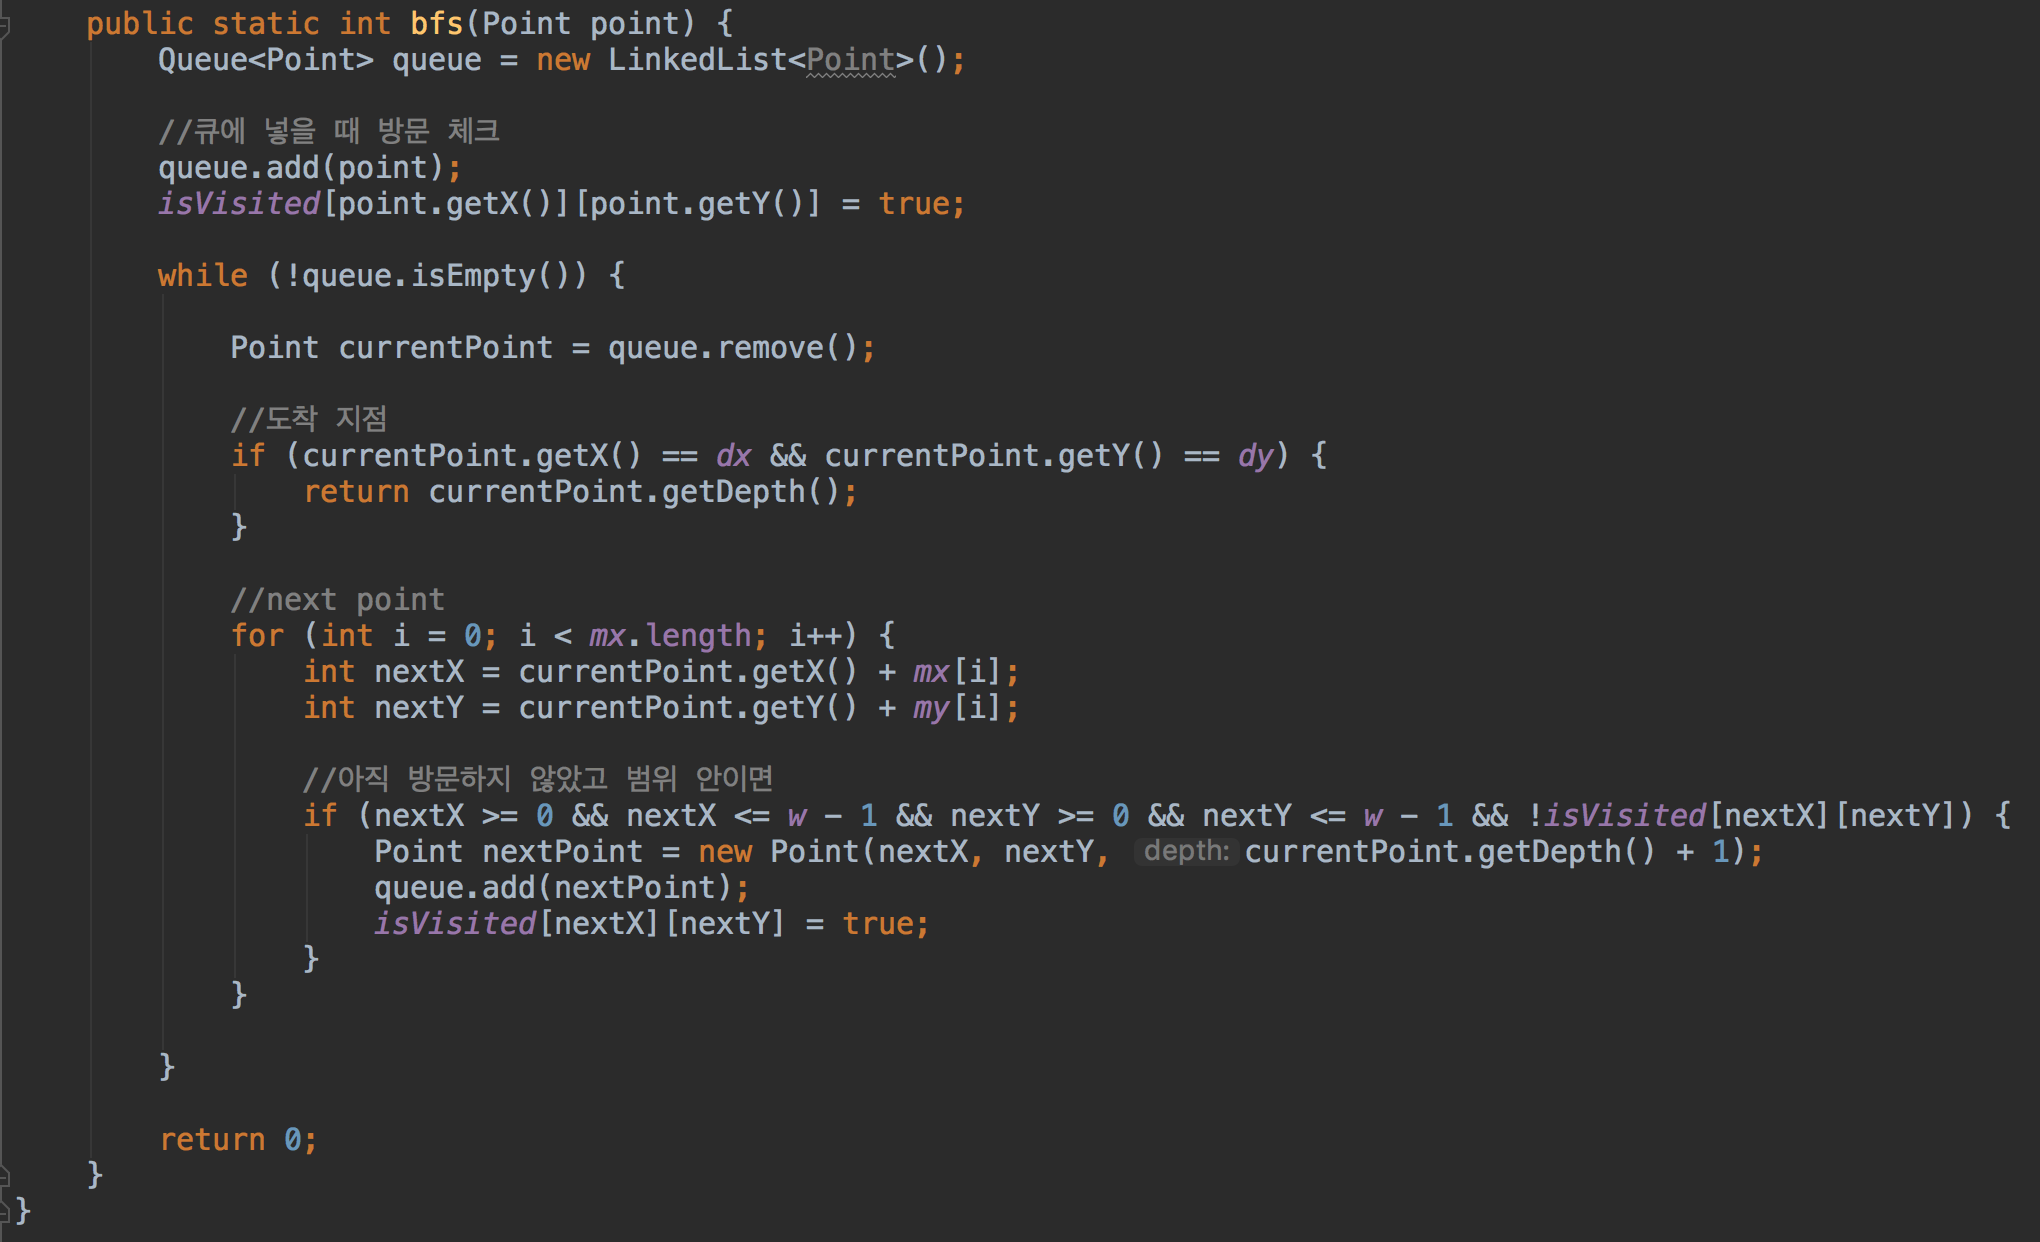 public static int bfs(Point point) {
Queue<Point> queue = new LinkedList<Point>();
//큐에 넣을 때 방문 체크
queue.add(point);
isVisited[point.getX()][point.getY()] = true;
while (!queue.isEmpty()) {
Point currentPoint = queue.remove();
//도착 지점
if (currentPoint.getX() == dx && currentPoint.getY() == dy) {
return currentPoint.getDepth();
}
//next point
for (int i = 0; i < mx.length; i++) {
int nextX = currentPoint.getX() + mx[i];
int nextY = currentPoint.getY() + my[i];
//아직 방문하지 않았고 범위 안이면
if (nextX >= 0 && nextX <= w - 1 && nextY >= 0 && nextY <= w - 1 && !isVisited[nextX][nextY]) {
Point nextPoint = new Point(nextX, nextY, depth: currentPoint.getDepth() + 1);
queue.add(nextPoint);
isVisited[nextX][nextY] = true;
}
}
}
return 0;
}
}